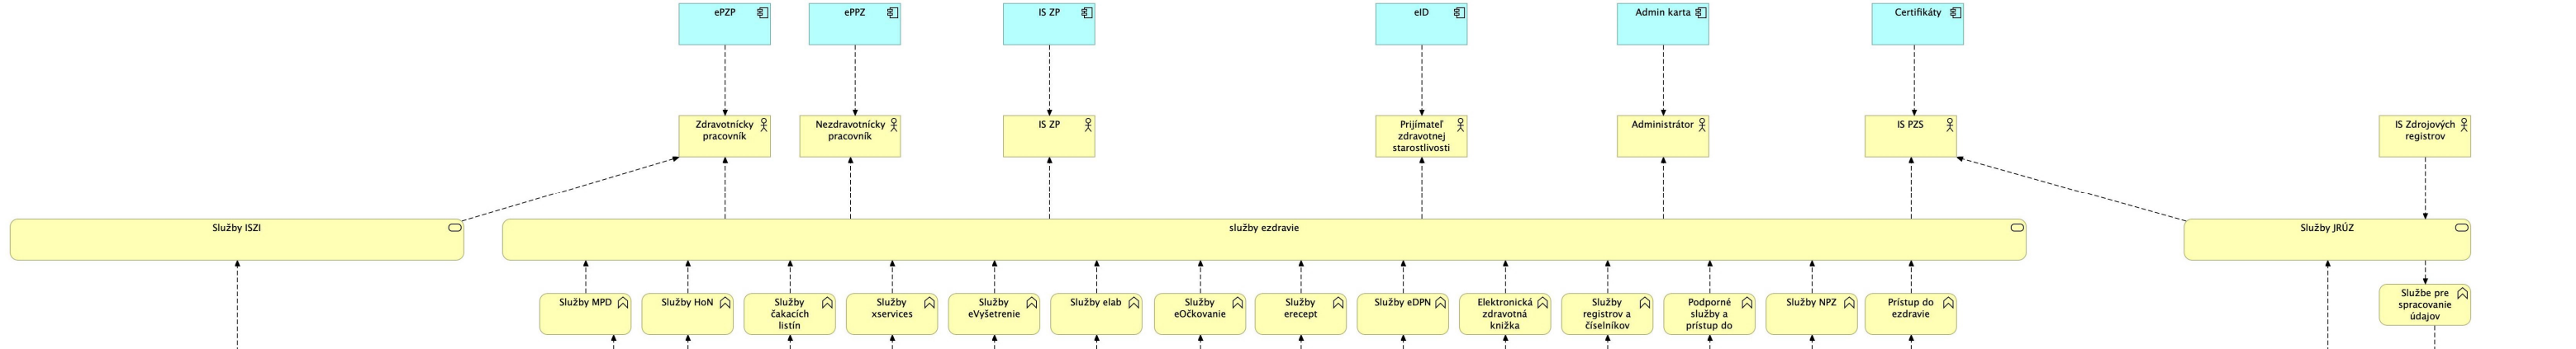 ePZP
ePPZ
IS ZP
eID
Admin karta
Certifikáty
Zdravotnícky
pracovník
Nezdravotnícky
pracovník
IS ZP
Prijímateľ
zdravotnej
starostlivosti
Administrátor
IS PZS
IS Zdrojových
registrov
Služby ISZI
služby ezdravie
Služby JRÚZ
Služby MPD
Služby HoN
Služby
čakacích
listín
Služby
xservices
Služby
eVyšetrenie
Služby elab
Služby
eOčkovanie
Služby
erecept
Služby eDPN
Elektronická
zdravotná
knižka
Služby
registrov a
číselníkov
Podporné
služby a
prístup do
Služby NPZ
Prístup do
ezdravie
Službe pre
spracovanie
údajov